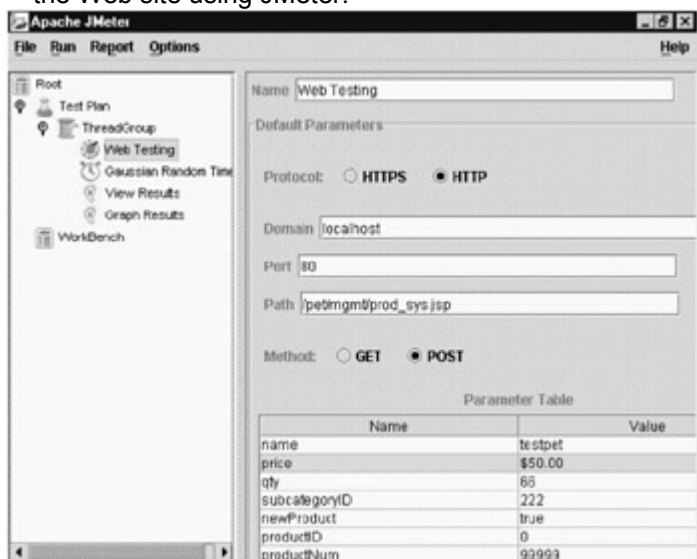 the Web site using JMeter.
Apache JMeter
File Run Report Options Help
Root
Test Plan
ThreadGroup
Web Testing
Gaussian Random Time
View Results
Graph Results
WorkBench
Name Web Testing
Default Parameters
Protocol: HTTPS HTTP
Domain localhost
Port 80
Path /pet/mgmt/prod_sys.jsp
Method: GET POST
Parameter Table
Name Value
name testpet
price $50.00
qty 66
subcategoryID 222
newProduct true
productID 0
productNum 99993